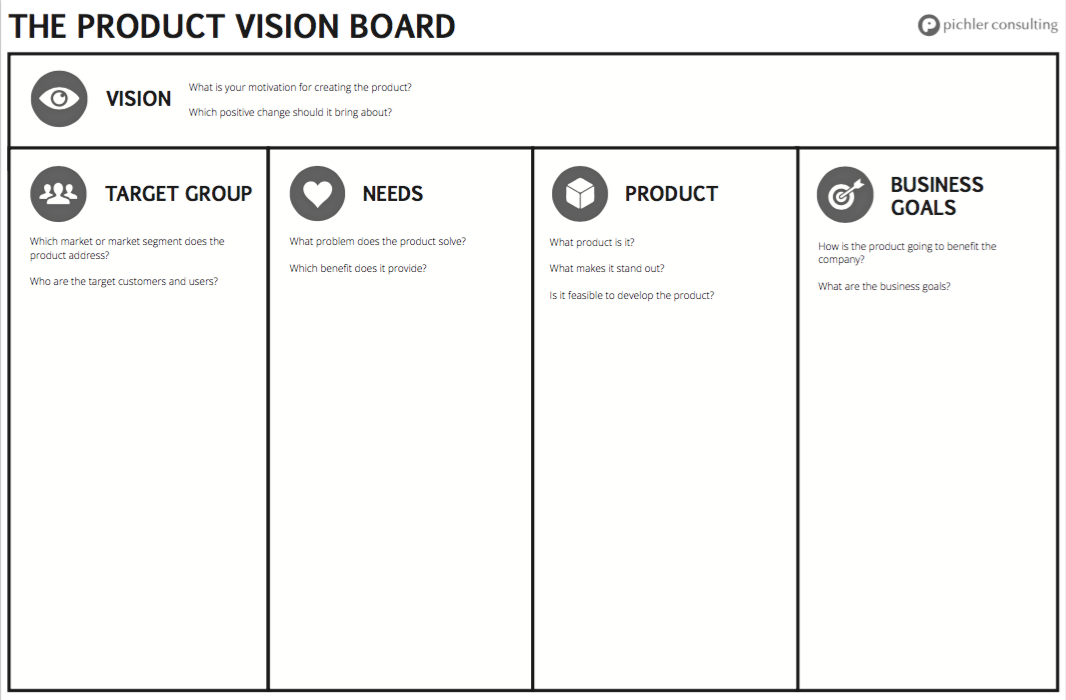 THE PRODUCT VISION BOARD
pichler consulting
VISION
What is your motivation for creating the product?
Which positive change should it bring about?
TARGET GROUP
Which market or market segment does the
product address?
Who are the target customers and users?
NEEDS
What problem does the product solve?
Which benefit does it provide?
PRODUCT
What product is it?
What makes it stand out?
Is it feasible to develop the product?
BUSINESS
GOALS
How is the product going to benefit the
company?
What are the business goals?